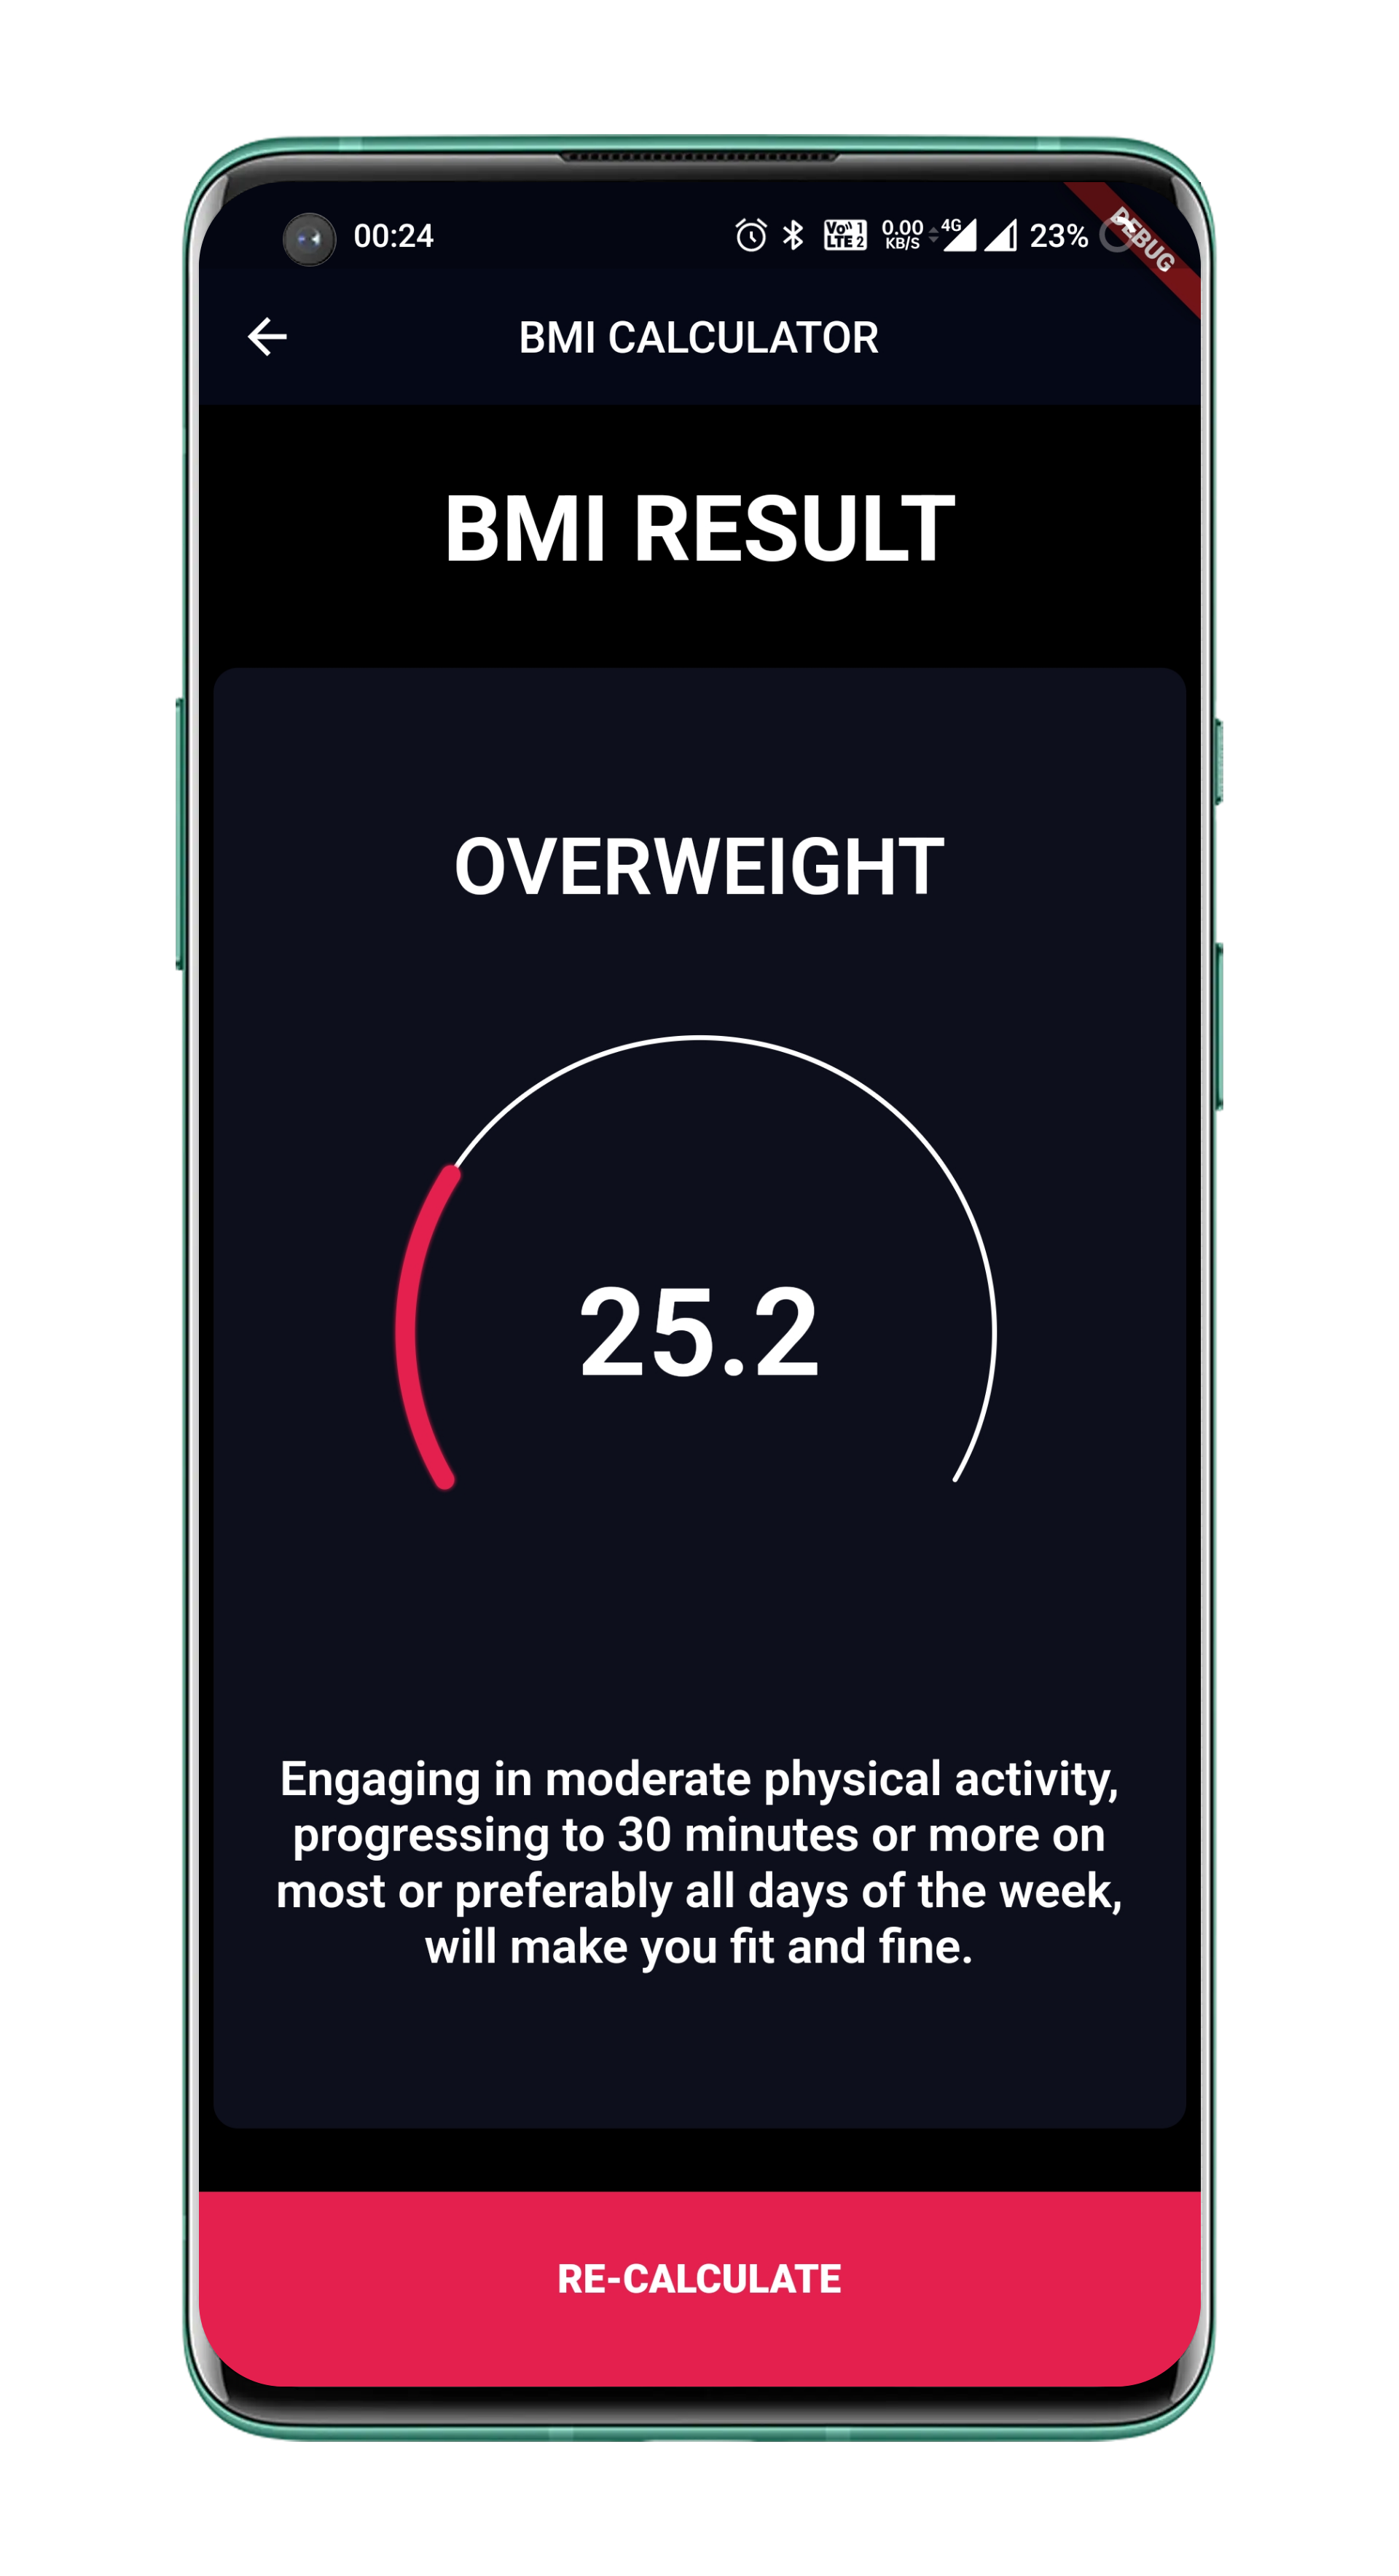 00:24
Vo 1
LTE 2
0.00
KB/S
4G
23%
DEBUG
BMI CALCULATOR
BMI RESULT
OVERWEIGHT
25.2
Engaging in moderate physical activity,
progressing to 30 minutes or more on
most or preferably all days of the week,
will make you fit and fine.
RE-CALCULATE